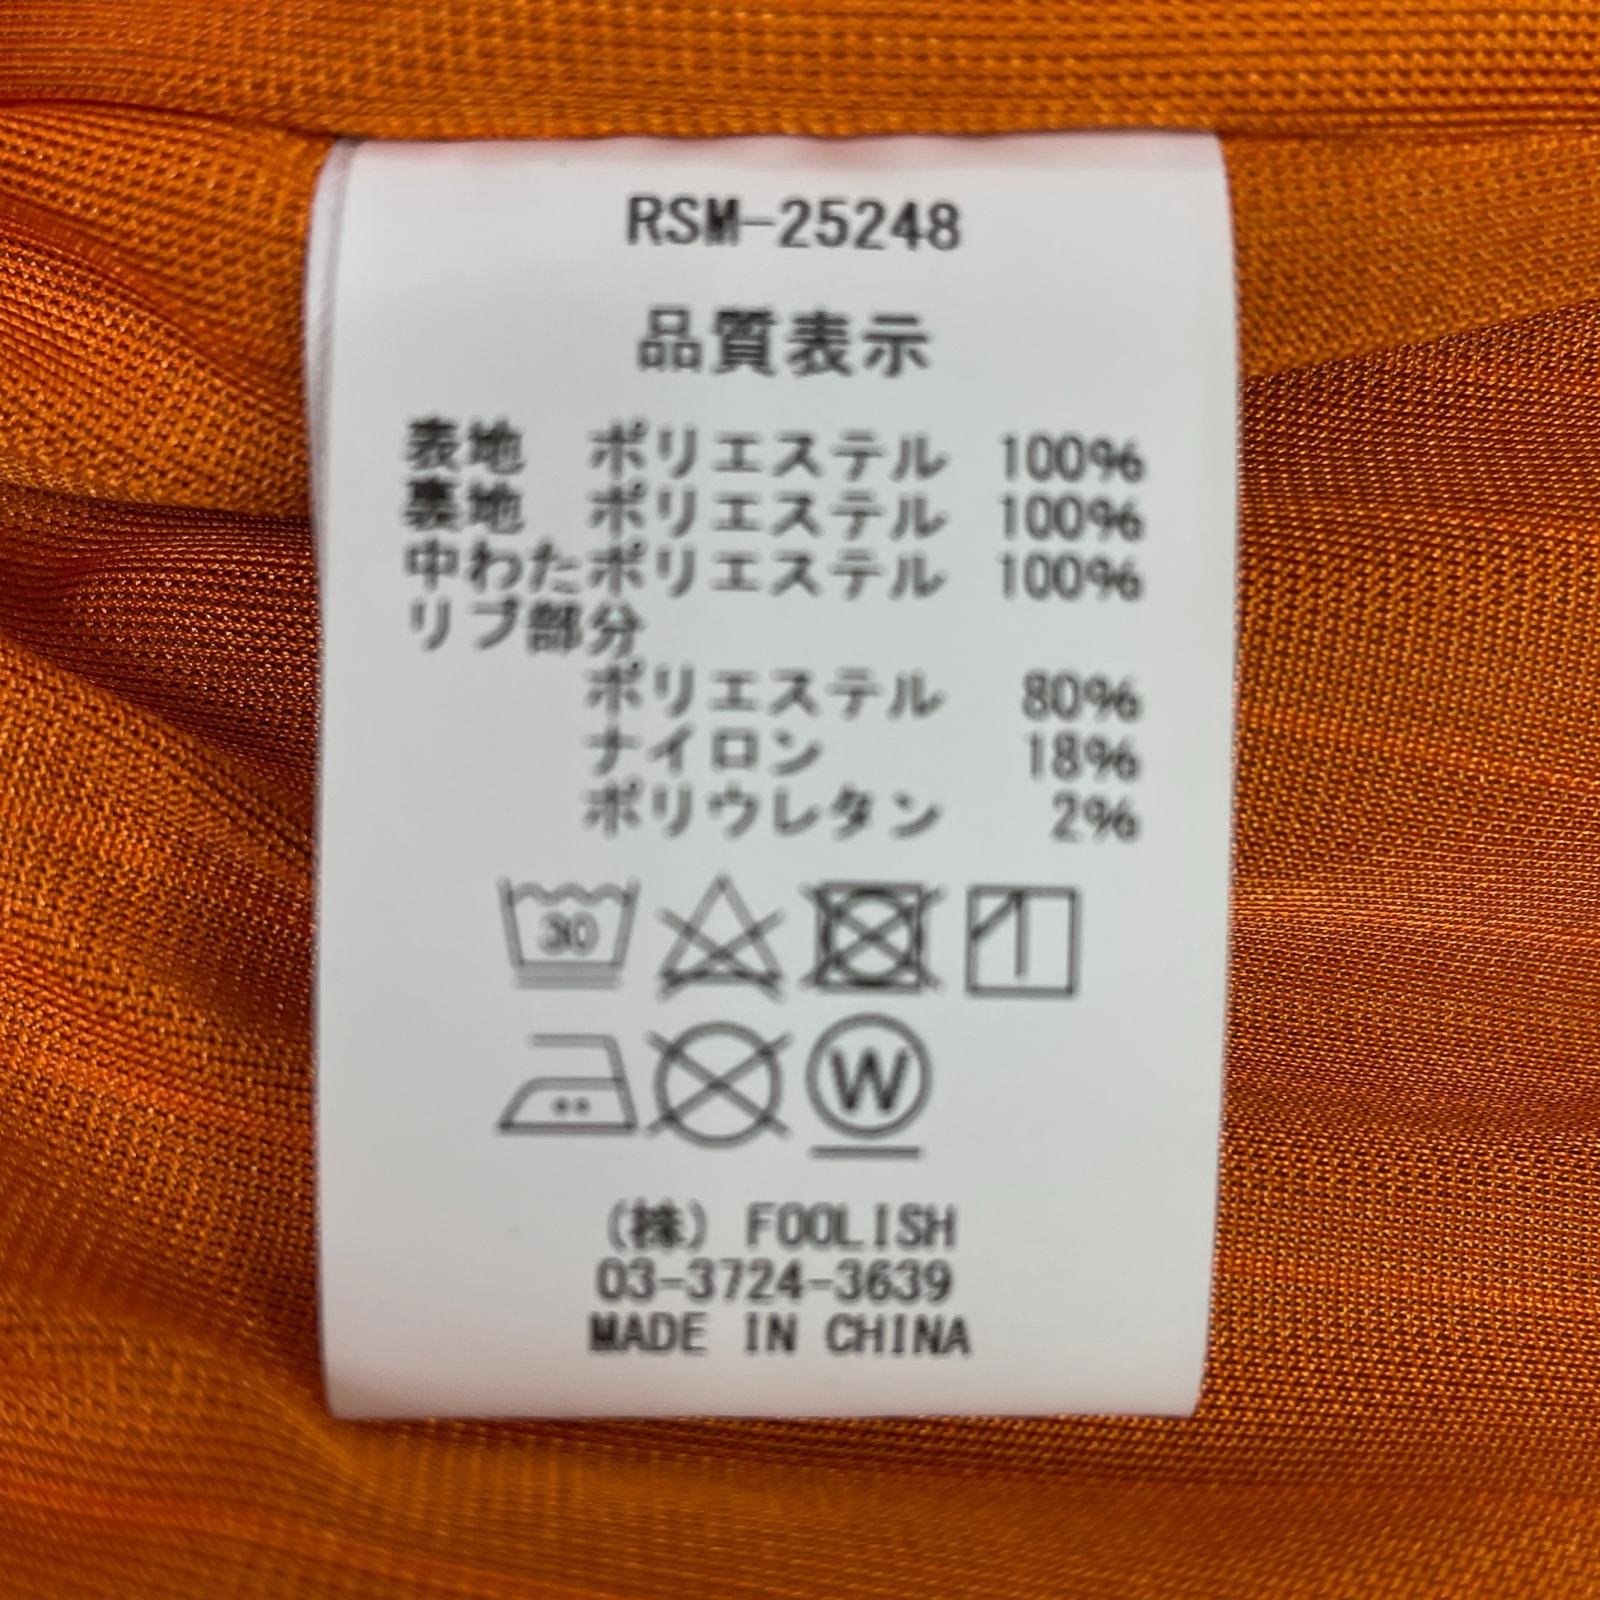 RSM-25248
品質表示
表地 ポリエステル 100%
裏地 ポリエステル 100%
中わたポリエステル 100%
リブ部分
ポリエステル 80%
ナイロン 18%
ポリウレタン 2%
30
W
(株) FOOLISH
03-3724-3639
MADE IN CHINA